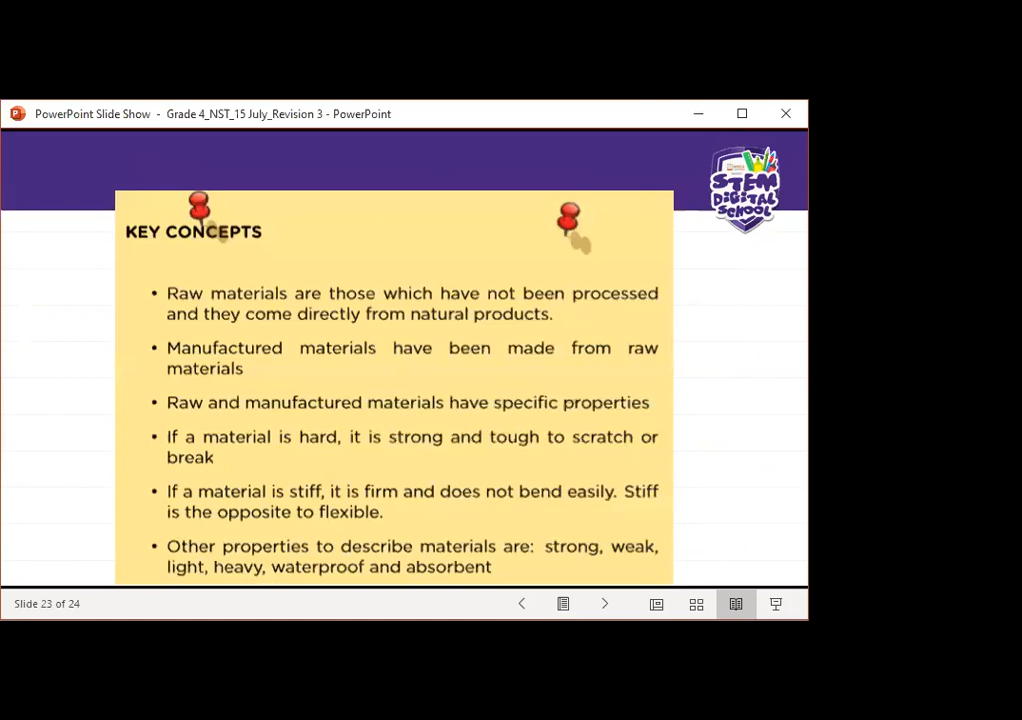 PowerPoint Slide Show - Grade 4_NST_15 July_Revision 3 - PowerPoint
STEM
DIGITAL
SCHOOL
KEY CONCEPTS
• Raw materials are those which have not been processed
and they come directly from natural products.
• Manufactured materials have been made from raw
materials
• Raw and manufactured materials have specific properties
• If a material is hard, it is strong and tough to scratch or
break
• If a material is stiff, it is firm and does not bend easily. Stiff
is the opposite to flexible.
• Other properties to describe materials are: strong, weak,
light, heavy, waterproof and absorbent
Slide 23 of 24